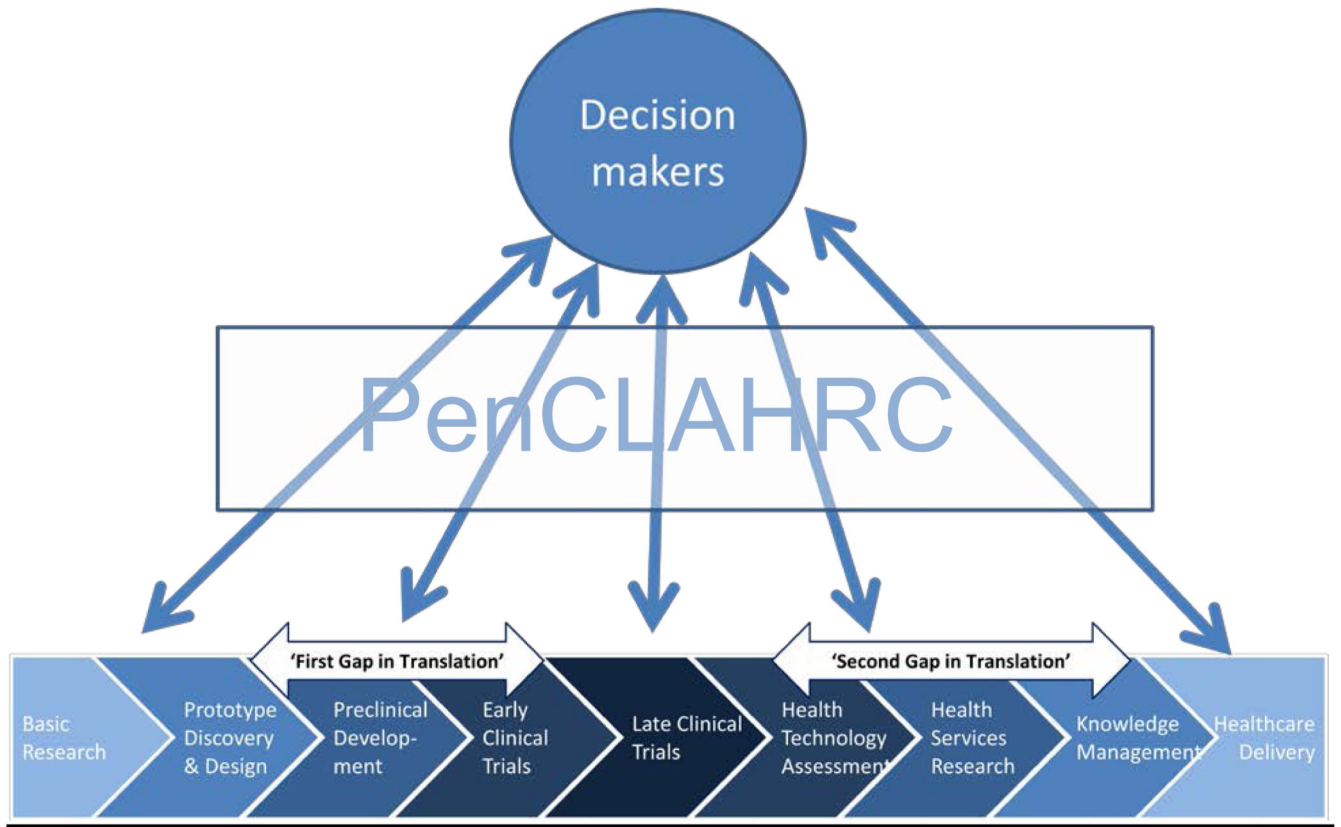 Decision
makers
PenCLAHRC
'First Gap in Translation'
'Second Gap in Translation'
Basic
Research
Prototype
Discovery
& Design
Preclinical
Develop-
ment
Early
Clinical
Trials
Late Clinical
Trials
Health
Technology
Assessment
Health
Services
Research
Knowledge
Management
Healthcare
Delivery